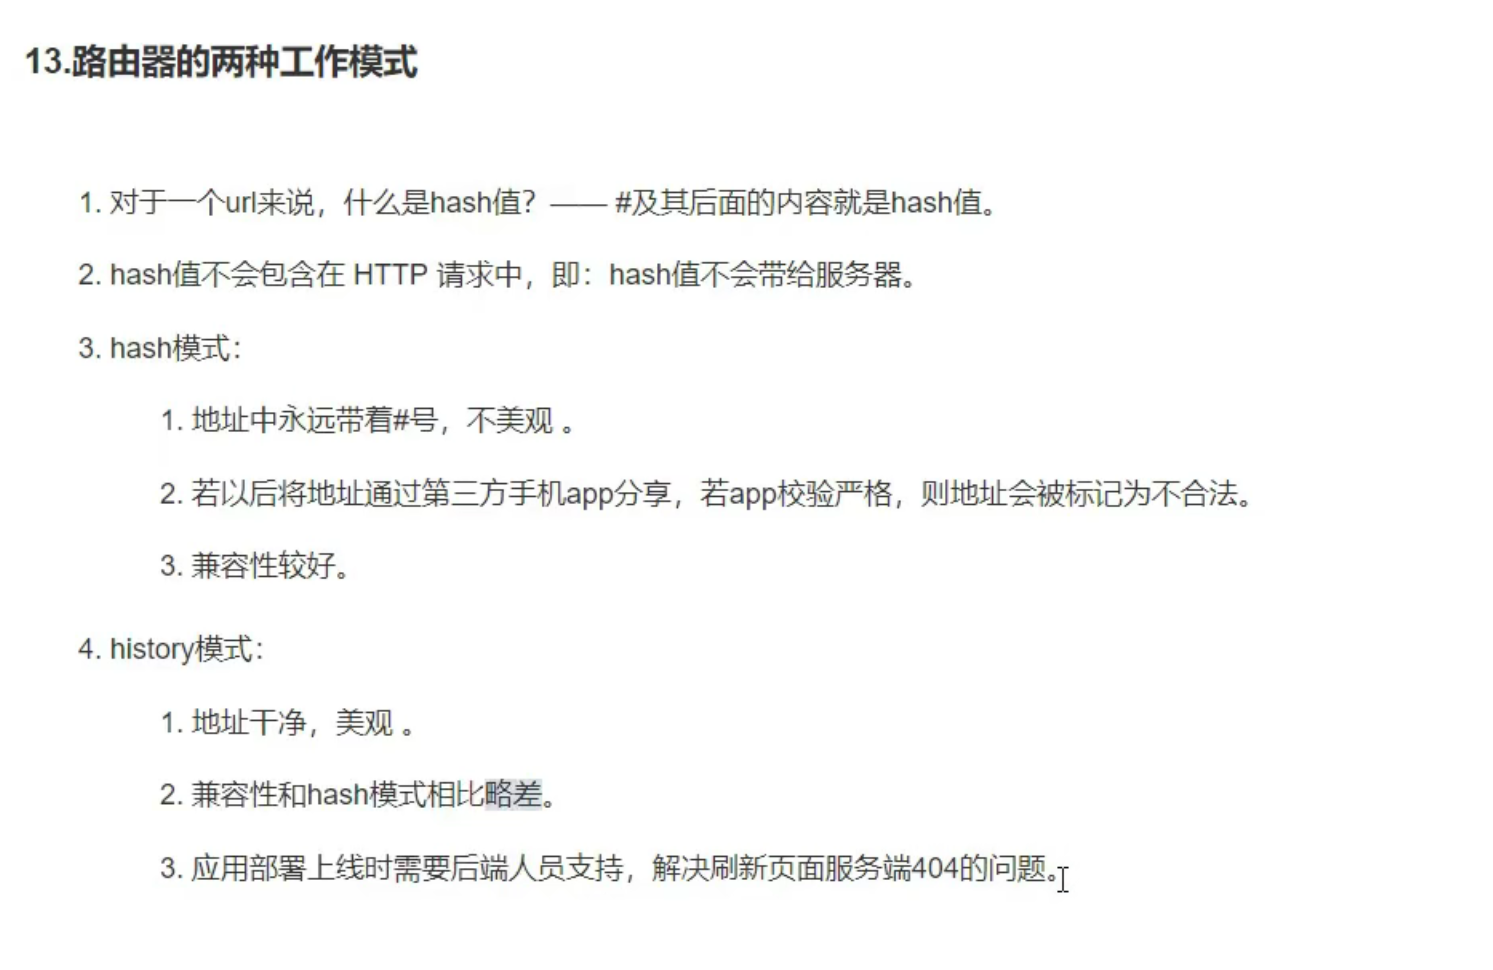 13.路由器的两种工作模式
1. 对于一个url来说，什么是hash值？—— #及其后面的内容就是hash值。
2. hash值不会包含在 HTTP 请求中，即：hash值不会带给服务器。
3. hash模式：
1. 地址中永远带着#号，不美观 。
2. 若以后将地址通过第三方手机app分享，若app校验严格，则地址会被标记为不合法。
3. 兼容性较好。
4. history模式：
1. 地址干净，美观 。
2. 兼容性和hash模式相比略差。
3. 应用部署上线时需要后端人员支持，解决刷新页面服务端404的问题。